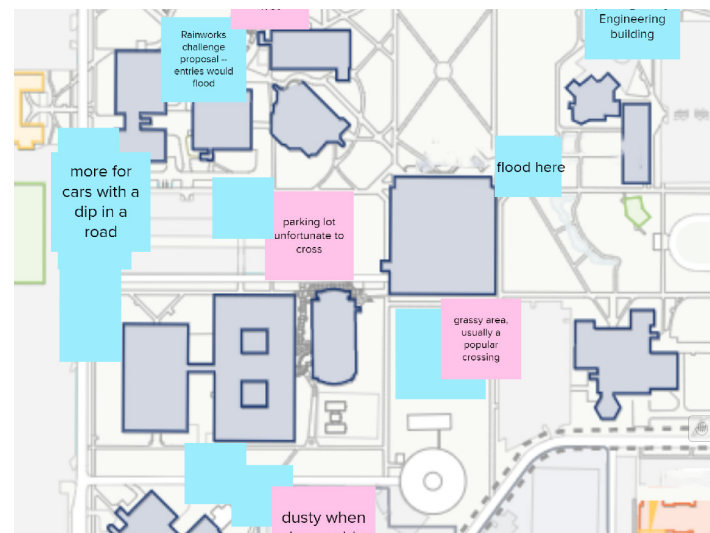 Engineering
building
Rainworks
challenge
proposal --
entries would
flood
more for
cars with a
dip in a
road
flood here
parking lot
unfortunate to
cross
grassy area,
usually a
popular
crossing
dusty when